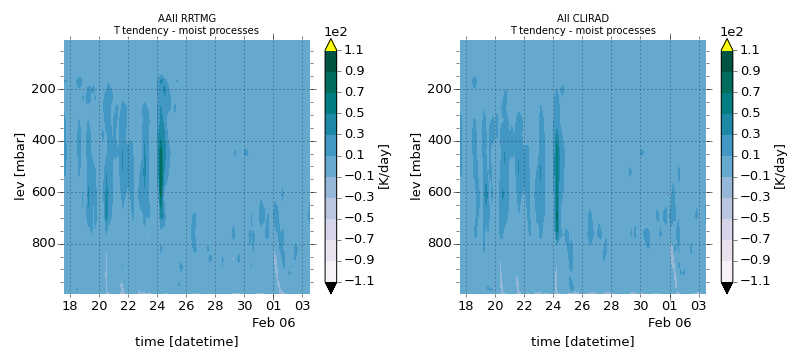 AAll RRTMG
T tendency - moist processes
1e2
lev [mbar]
200
400
600
800
18 20 22 24 26 28 30 01 03
Feb 06
time [datetime]
1.1
0.9
0.7
0.5
0.3
0.1
−0.1
−0.3
−0.5
−0.7
−0.9
−1.1
[K/day]
All CLIRAD
T tendency - moist processes
1e2
lev [mbar]
200
400
600
800
18 20 22 24 26 28 30 01 03
Feb 06
time [datetime]
1.1
0.9
0.7
0.5
0.3
0.1
−0.1
−0.3
−0.5
−0.7
−0.9
−1.1
[K/day]